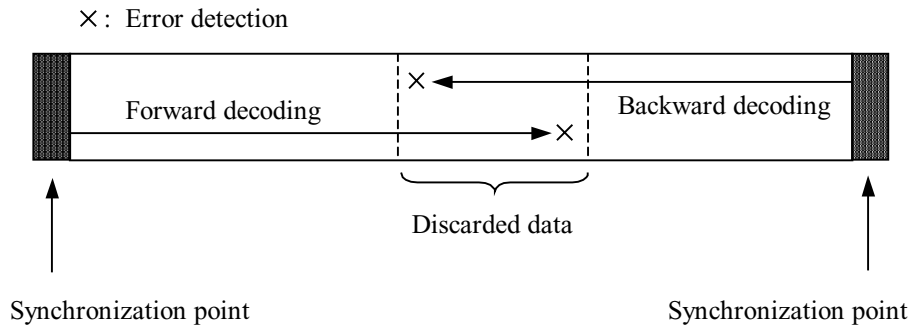 × : Error detection
Backward decoding
Forward decoding
Discarded data
Synchronization point
Synchronization point